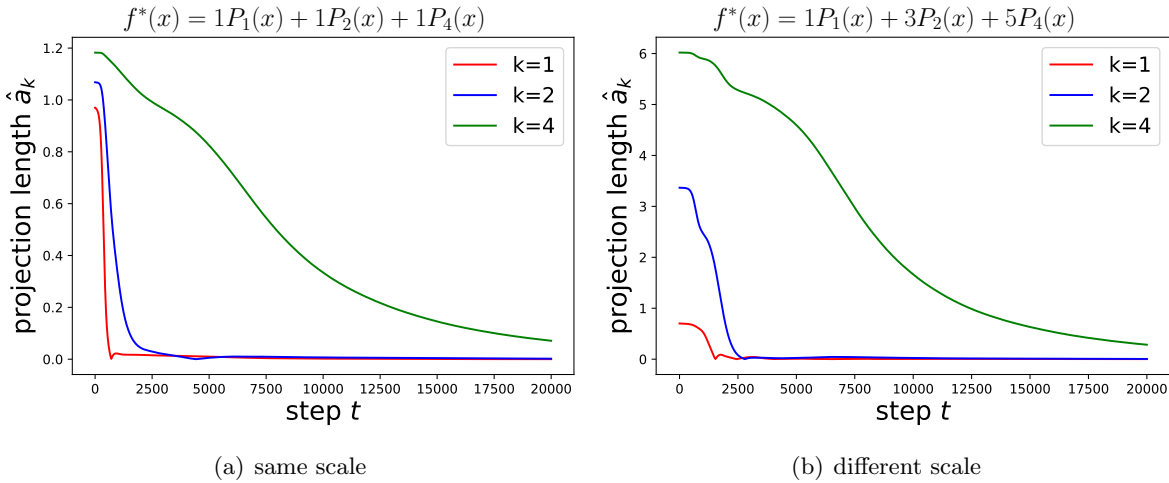 f*(x) = 1P₁(x) + 1P₂(x) + 1P₄(x)
projection length âₖ
1.2
1.0
0.8
0.6
0.4
0.2
0.0
k=1
k=2
k=4
0 2500 5000 7500 10000 12500 15000 17500 20000
step t
(a) same scale
f*(x) = 1P₁(x) + 3P₂(x) + 5P₄(x)
projection length âₖ
6
5
4
3
2
1
0
k=1
k=2
k=4
0 2500 5000 7500 10000 12500 15000 17500 20000
step t
(b) different scale